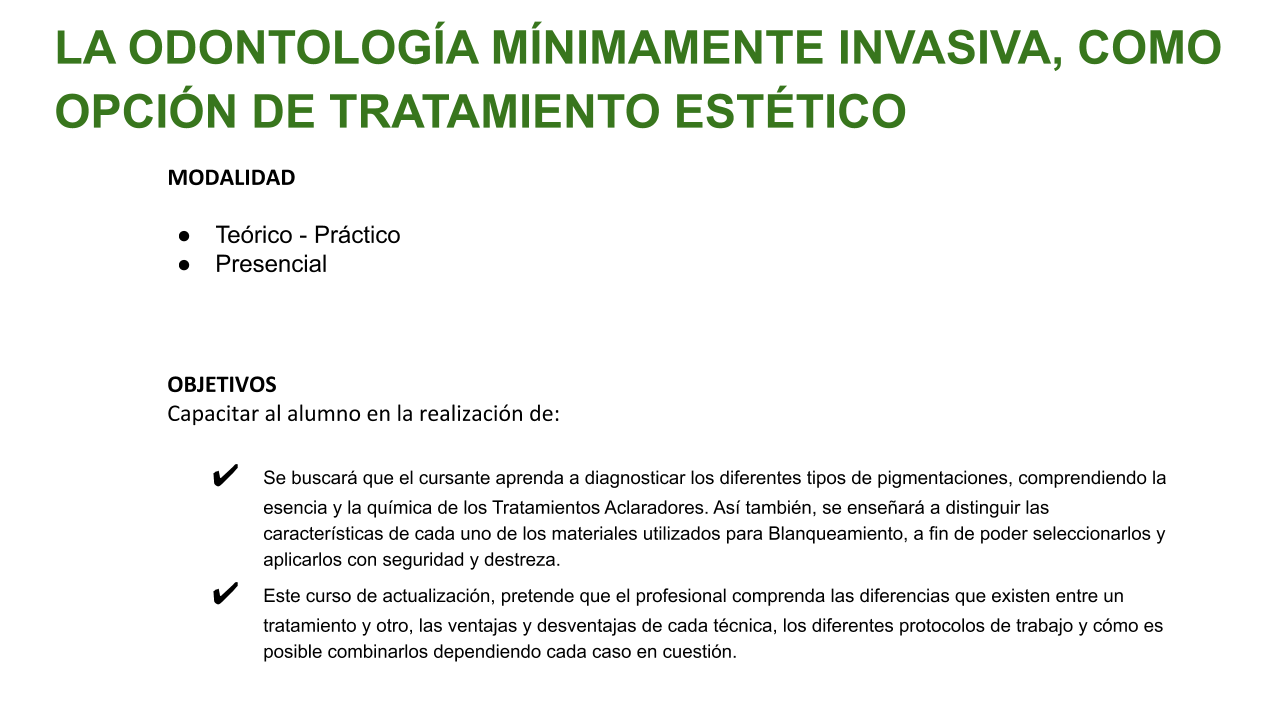 LA ODONTOLOGÍA MÍNIMAMENTE INVASIVA, COMO
OPCIÓN DE TRATAMIENTO ESTÉTICO
MODALIDAD
● Teórico - Práctico
● Presencial
OBJETIVOS
Capacitar al alumno en la realización de:
✔ Se buscará que el cursante aprenda a diagnosticar los diferentes tipos de pigmentaciones, comprendiendo la
esencia y la química de los Tratamientos Aclaradores. Así también, se enseñará a distinguir las
características de cada uno de los materiales utilizados para Blanqueamiento, a fin de poder seleccionarlos y
aplicarlos con seguridad y destreza.
✔ Este curso de actualización, pretende que el profesional comprenda las diferencias que existen entre un
tratamiento y otro, las ventajas y desventajas de cada técnica, los diferentes protocolos de trabajo y cómo es
posible combinarlos dependiendo cada caso en cuestión.